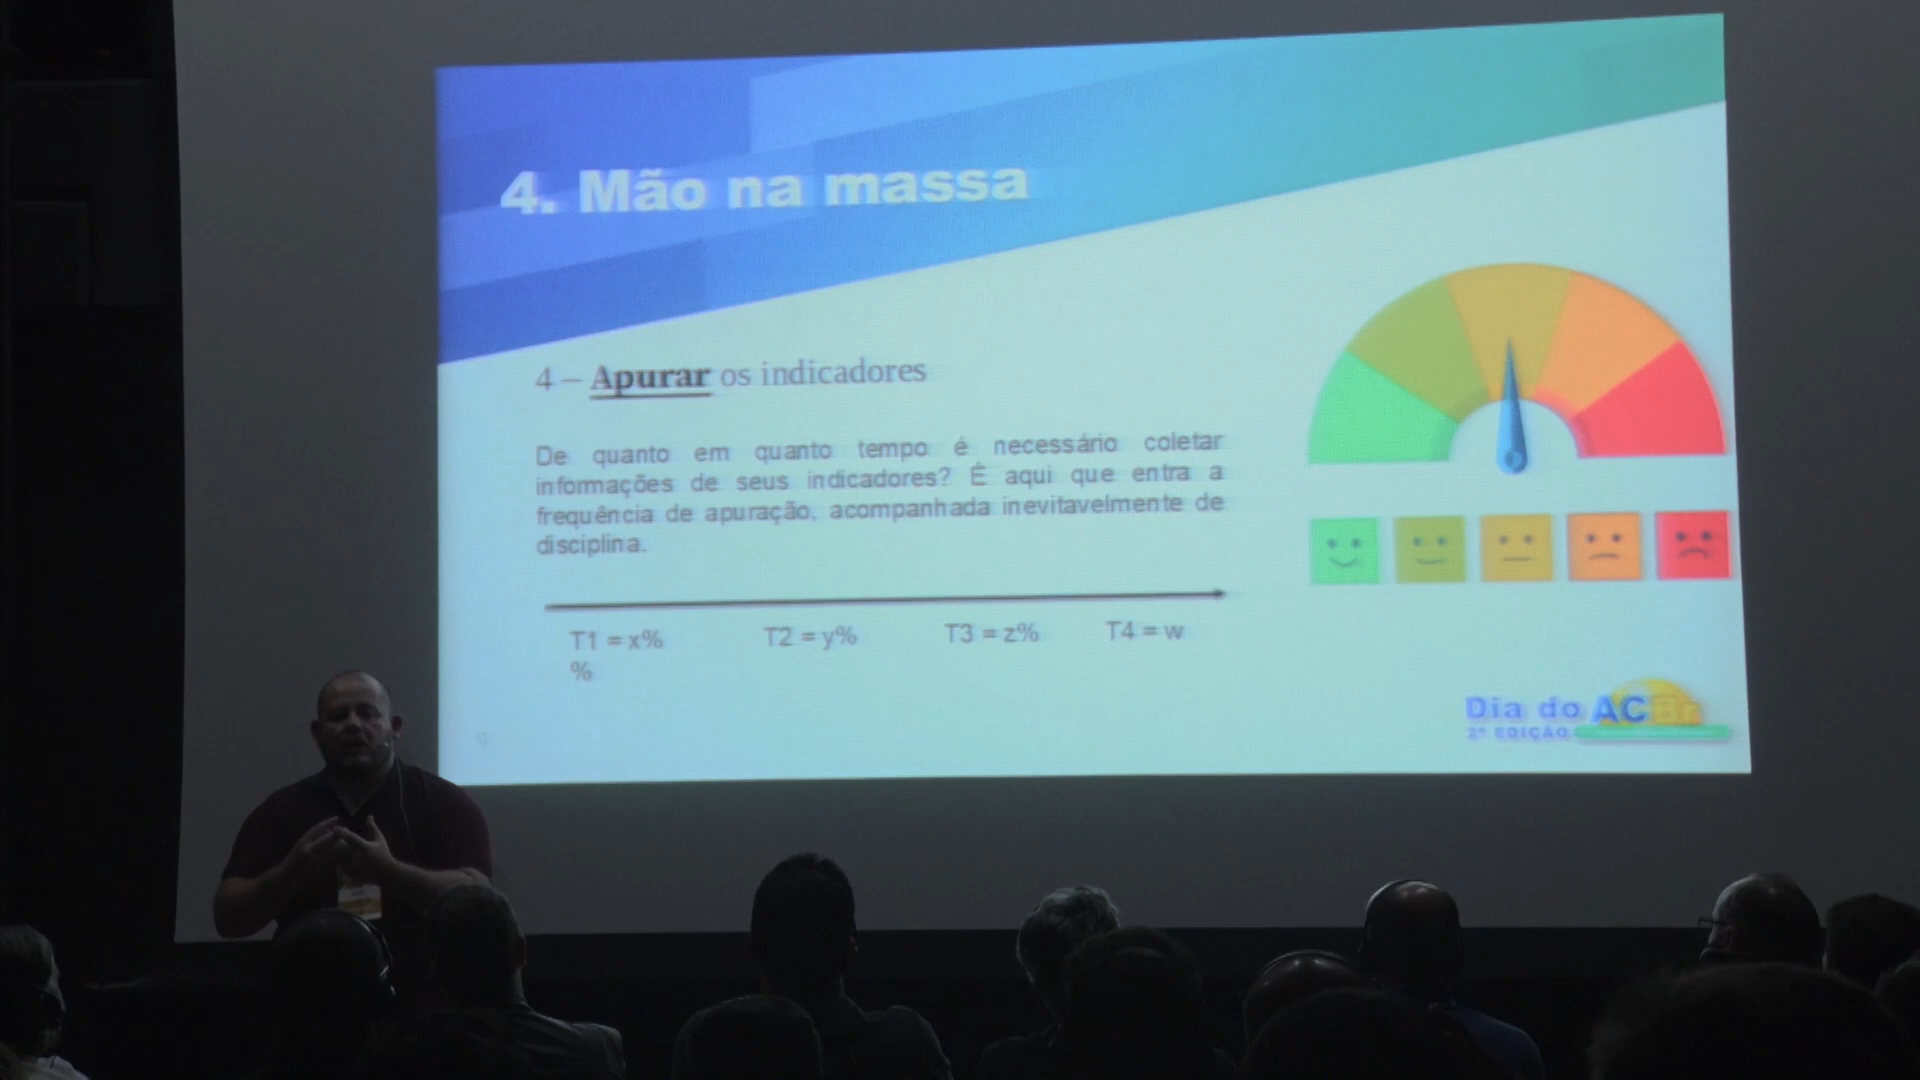 4. Mão na massa
4 – Apurar os indicadores
De quanto em quanto tempo é necessário coletar
informações de seus indicadores? É aqui que entra a
frequência de apuração, acompanhada inevitavelmente de
disciplina.
T1 = x% T2 = y% T3 = z% T4 = w
%
Dia do ACBr
2ª EDIÇÃO
9